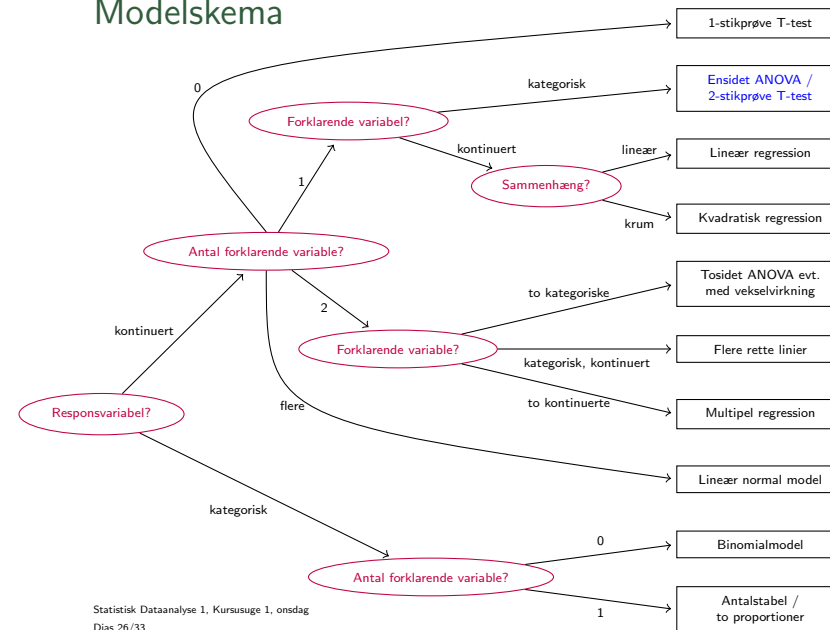 Modelskema
1-stikprøve T-test
0
kategorisk
Ensidet ANOVA /
2-stikprøve T-test
Forklarende variabel?
kontinuert
lineær
Lineær regression
1
Sammenhæng?
krum
Kvadratisk regression
Antal forklarende variable?
2
to kategoriske
Tosidet ANOVA evt.
med vekselvirkning
kontinuert
Forklarende variable?
kategorisk, kontinuert
Flere rette linier
to kontinuerte
Multipel regression
Responsvariabel?
flere
Lineær normal model
kategorisk
0
Binomialmodel
Antal forklarende variable?
1
Antalstabel /
to proportioner
Statistisk Dataanalyse 1, Kursusuge 1, onsdag
Dias 26/33